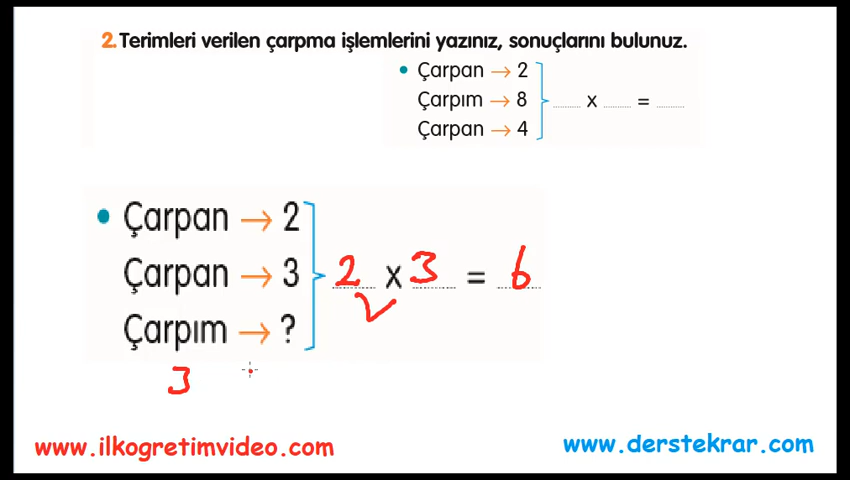 2. Terimleri verilen çarpma işlemlerini yazınız, sonuçlarını bulunuz.
• Çarpan → 2
Çarpım → 8
Çarpan → 4
........ x ........ = ........
• Çarpan → 2
Çarpan → 3
Çarpım → ?
2 x 3 = 6
3
www.ilkogretimvideo.com
www.derstekrar.com